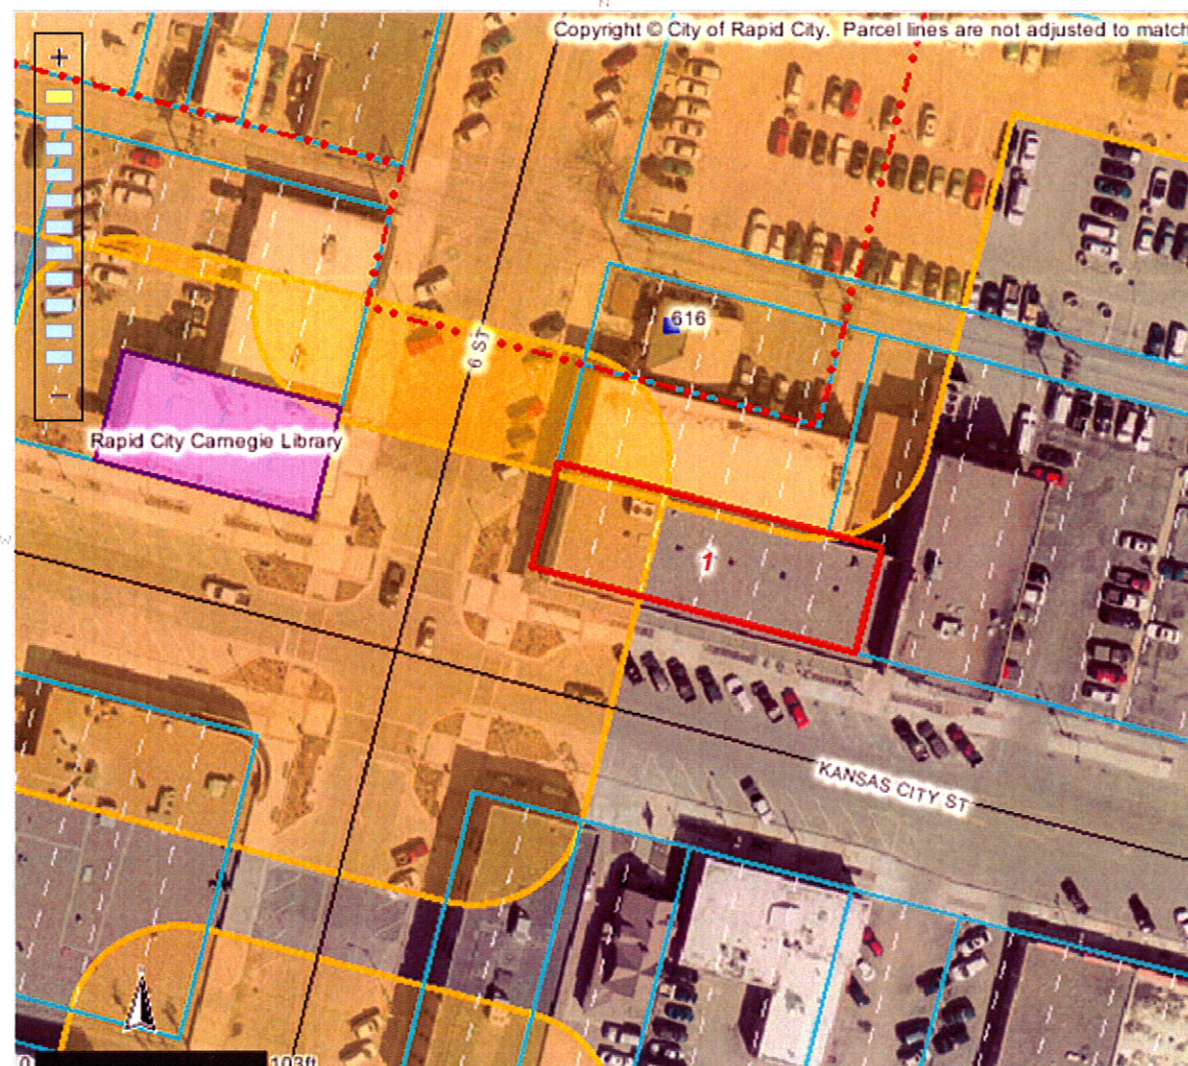 Copyright © City of Rapid City. Parcel lines are not adjusted to match
+
616
6 ST
Rapid City Carnegie Library
1
KANSAS CITY ST
0 103ft